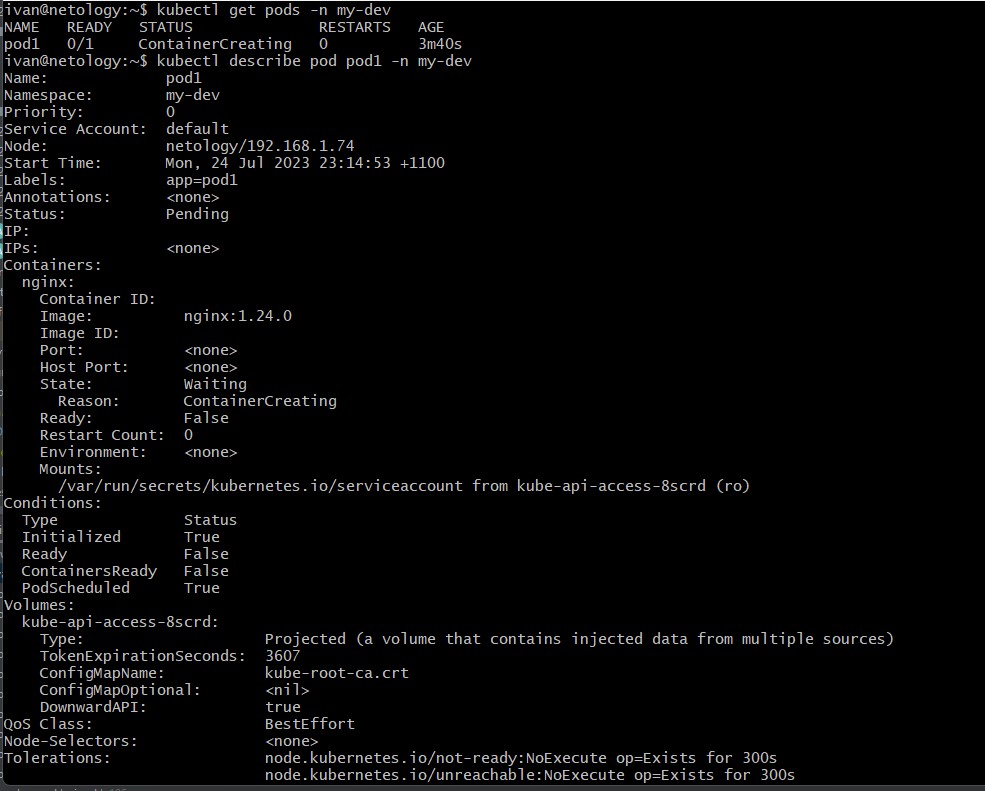 ivan@netology:~$ kubectl get pods -n my-dev
NAME   READY   STATUS              RESTARTS   AGE
pod1   0/1     ContainerCreating   0          3m40s
ivan@netology:~$ kubectl describe pod pod1 -n my-dev
Name:             pod1
Namespace:        my-dev
Priority:         0
Service Account:  default
Node:             netology/192.168.1.74
Start Time:       Mon, 24 Jul 2023 23:14:53 +1100
Labels:           app=pod1
Annotations:      <none>
Status:           Pending
IP:
IPs:              <none>
Containers:
  nginx:
    Container ID:
    Image:          nginx:1.24.0
    Image ID:
    Port:           <none>
    Host Port:      <none>
    State:          Waiting
      Reason:       ContainerCreating
    Ready:          False
    Restart Count:  0
    Environment:    <none>
    Mounts:
      /var/run/secrets/kubernetes.io/serviceaccount from kube-api-access-8scrd (ro)
Conditions:
  Type              Status
  Initialized       True
  Ready             False
  ContainersReady   False
  PodScheduled      True
Volumes:
  kube-api-access-8scrd:
    Type:                    Projected (a volume that contains injected data from multiple sources)
    TokenExpirationSeconds:  3607
    ConfigMapName:           kube-root-ca.crt
    ConfigMapOptional:       <nil>
    DownwardAPI:             true
QoS Class:                   BestEffort
Node-Selectors:              <none>
Tolerations:                 node.kubernetes.io/not-ready:NoExecute op=Exists for 300s
                             node.kubernetes.io/unreachable:NoExecute op=Exists for 300s